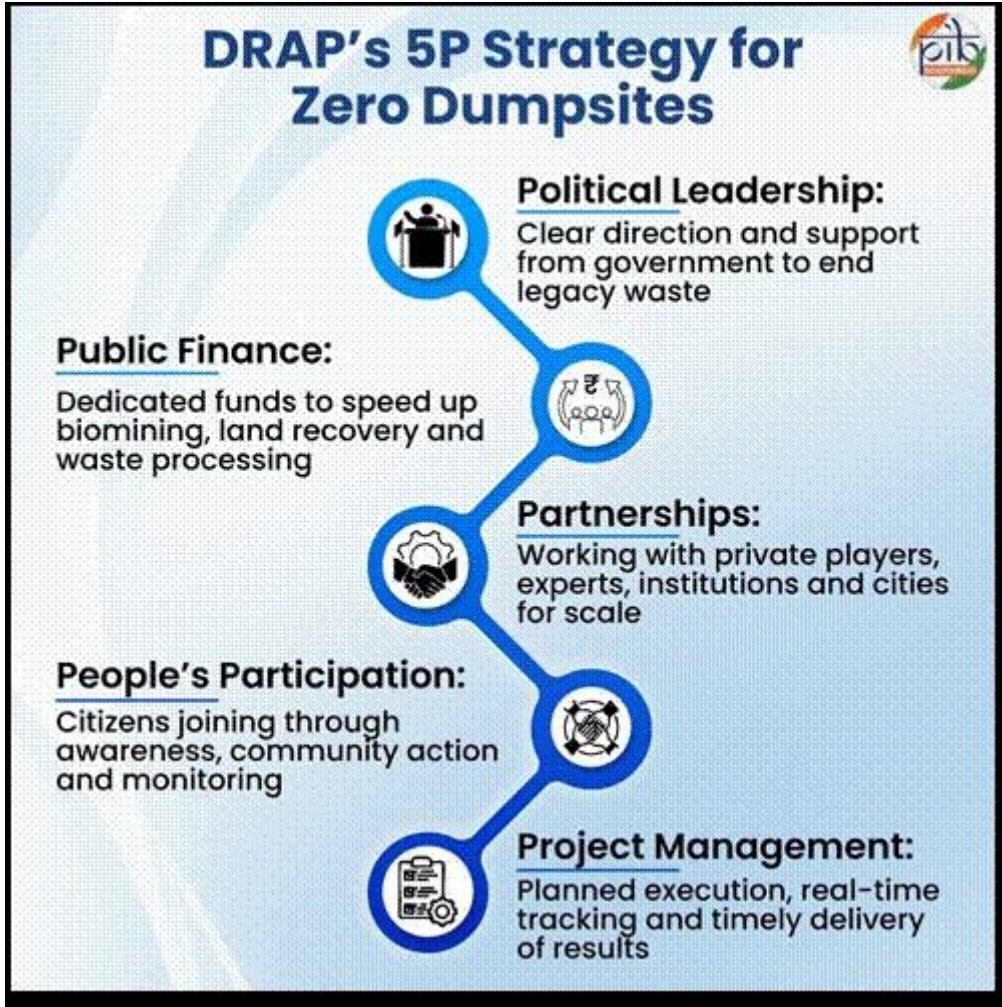 DRAP's 5P Strategy for
Zero Dumpsites
pib
Political Leadership:
Clear direction and support
from government to end
legacy waste
Public Finance:
Dedicated funds to speed up
biomining, land recovery and
waste processing
₹
Partnerships:
Working with private players,
experts, institutions and cities
for scale
People's Participation:
Citizens joining through
awareness, community action
and monitoring
Project Management:
Planned execution, real-time
tracking and timely delivery
of results